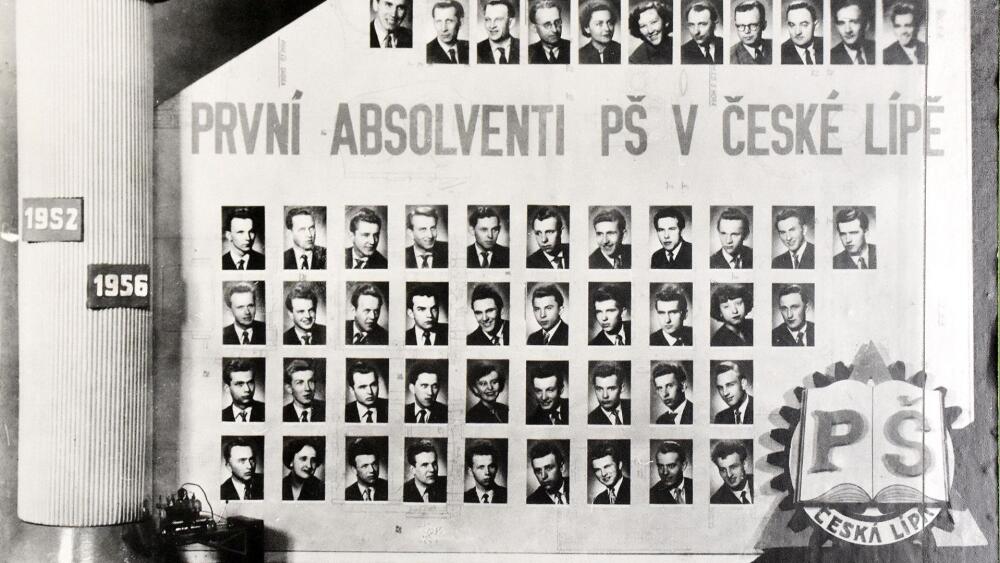 PRVNÍ ABSOLVENTI PŠ V ČESKÉ LÍPĚ
1952
1956
PŠ
ČESKÁ LÍPA